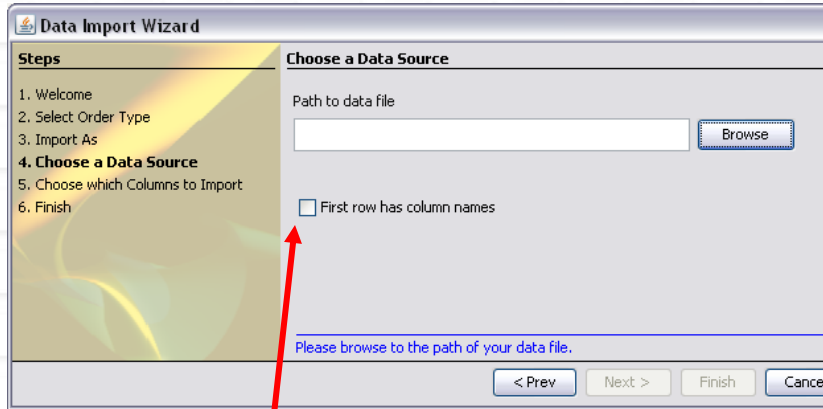 Data Import Wizard
Steps
1. Welcome
2. Select Order Type
3. Import As
4. Choose a Data Source
5. Choose which Columns to Import
6. Finish
Choose a Data Source
Path to data file
Browse
First row has column names
Please browse to the path of your data file.
< Prev Next > Finish Cance